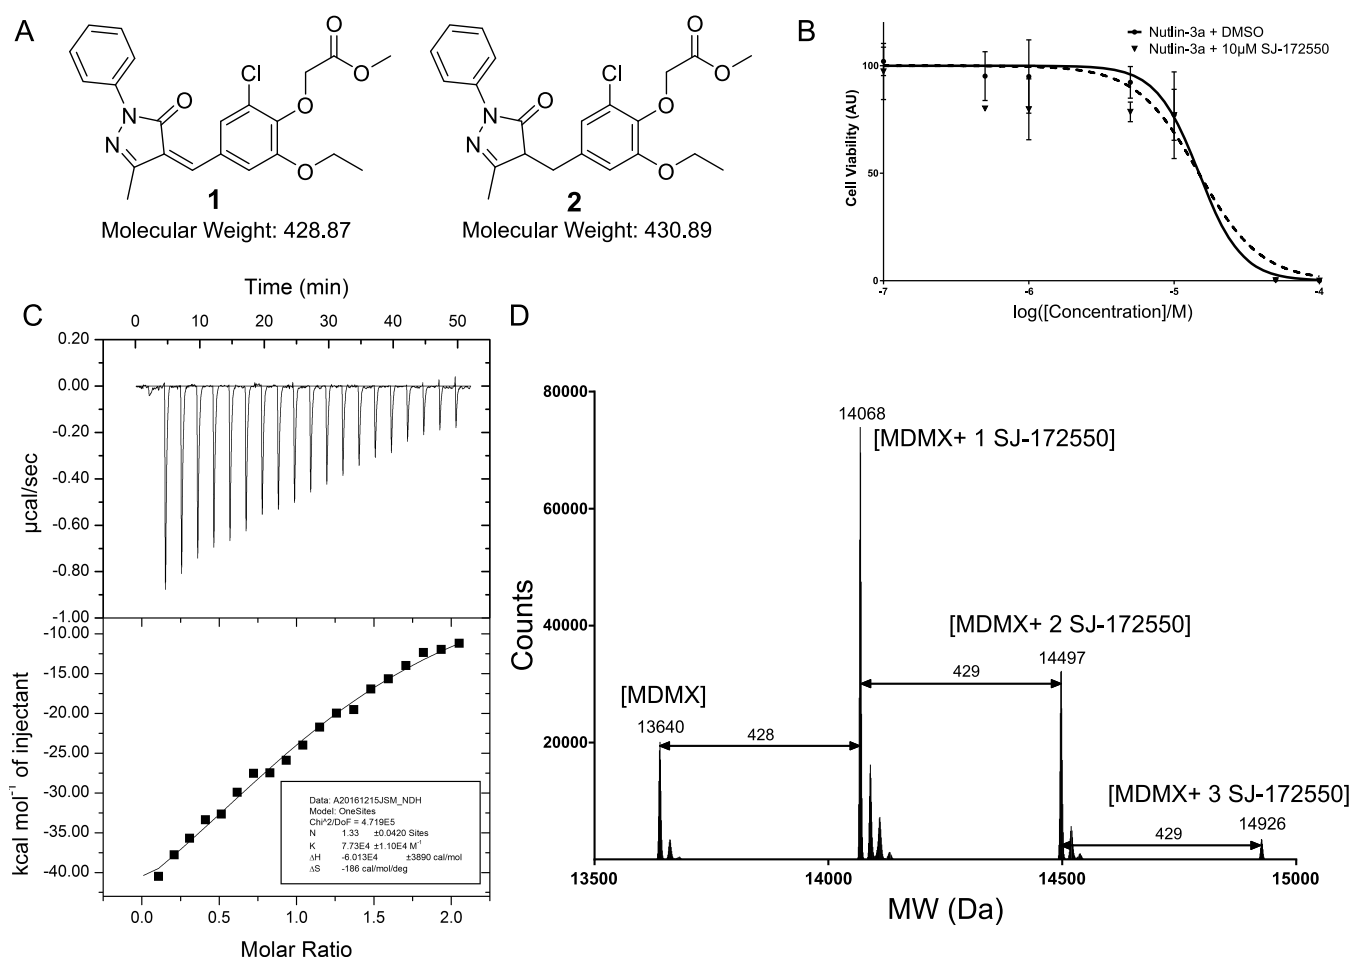 A
O
O
Cl
O
O
N
N
O
O
1
Molecular Weight: 428.87
O
O
Cl
O
O
N
N
O
2
Molecular Weight: 430.89
B
Nutlin-3a + DMSO
Nutlin-3a + 10μM SJ-172550
Cell Viability (AU)
100
50
0
-7
-6
-5
-4
log([Concentration]/M)
C
Time (min)
0
10
20
30
40
50
0.20
0.00
-0.20
-0.40
-0.60
-0.80
-1.00
µcal/sec
-10.00
-15.00
-20.00
-25.00
-30.00
-35.00
-40.00
kcal mol⁻¹ of injectant
Data: A20161215JSM_NDH
Model: OneSites
Chi^2/DoF = 4.719E5
N 1.33 ±0.0420 Sites
K 7.73E4 ±1.10E4 M⁻¹
ΔH -6.013E4 ±3890 cal/mol
ΔS -186 cal/mol/deg
0.0
0.5
1.0
1.5
2.0
Molar Ratio
D
80000
60000
40000
20000
0
Counts
14068
[MDMX+ 1 SJ-172550]
[MDMX+ 2 SJ-172550]
14497
429
[MDMX]
13640
428
[MDMX+ 3 SJ-172550]
14926
429
13500
14000
14500
15000
MW (Da)